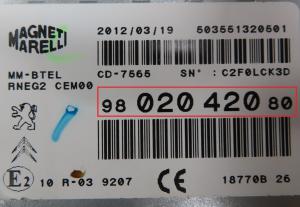 MAGNETI MARELLI
2012/03/19 503551320501
MM-BTEL CD-7565 SN°: C2F0LCK3D
RNEG2 CEM00
98 020 420 80
E2 10 R-03 9207 CE 18770B 26